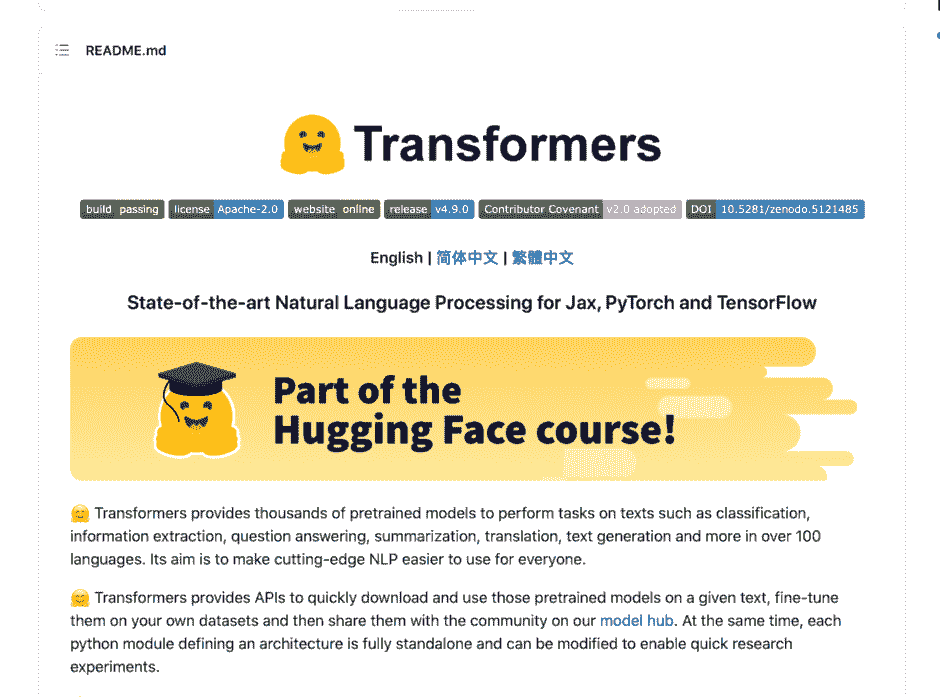 README.md
Transformers
build passing license Apache-2.0 website online release v4.9.0 Contributor Covenant v2.0 adopted DOI 10.5281/zenodo.5121485
English | 简体中文 | 繁體中文
State-of-the-art Natural Language Processing for Jax, PyTorch and TensorFlow
Part of the
Hugging Face course!
🤗 Transformers provides thousands of pretrained models to perform tasks on texts such as classification,
information extraction, question answering, summarization, translation, text generation and more in over 100
languages. Its aim is to make cutting-edge NLP easier to use for everyone.
🤗 Transformers provides APIs to quickly download and use those pretrained models on a given text, fine-tune
them on your own datasets and then share them with the community on our model hub. At the same time, each
python module defining an architecture is fully standalone and can be modified to enable quick research
experiments.